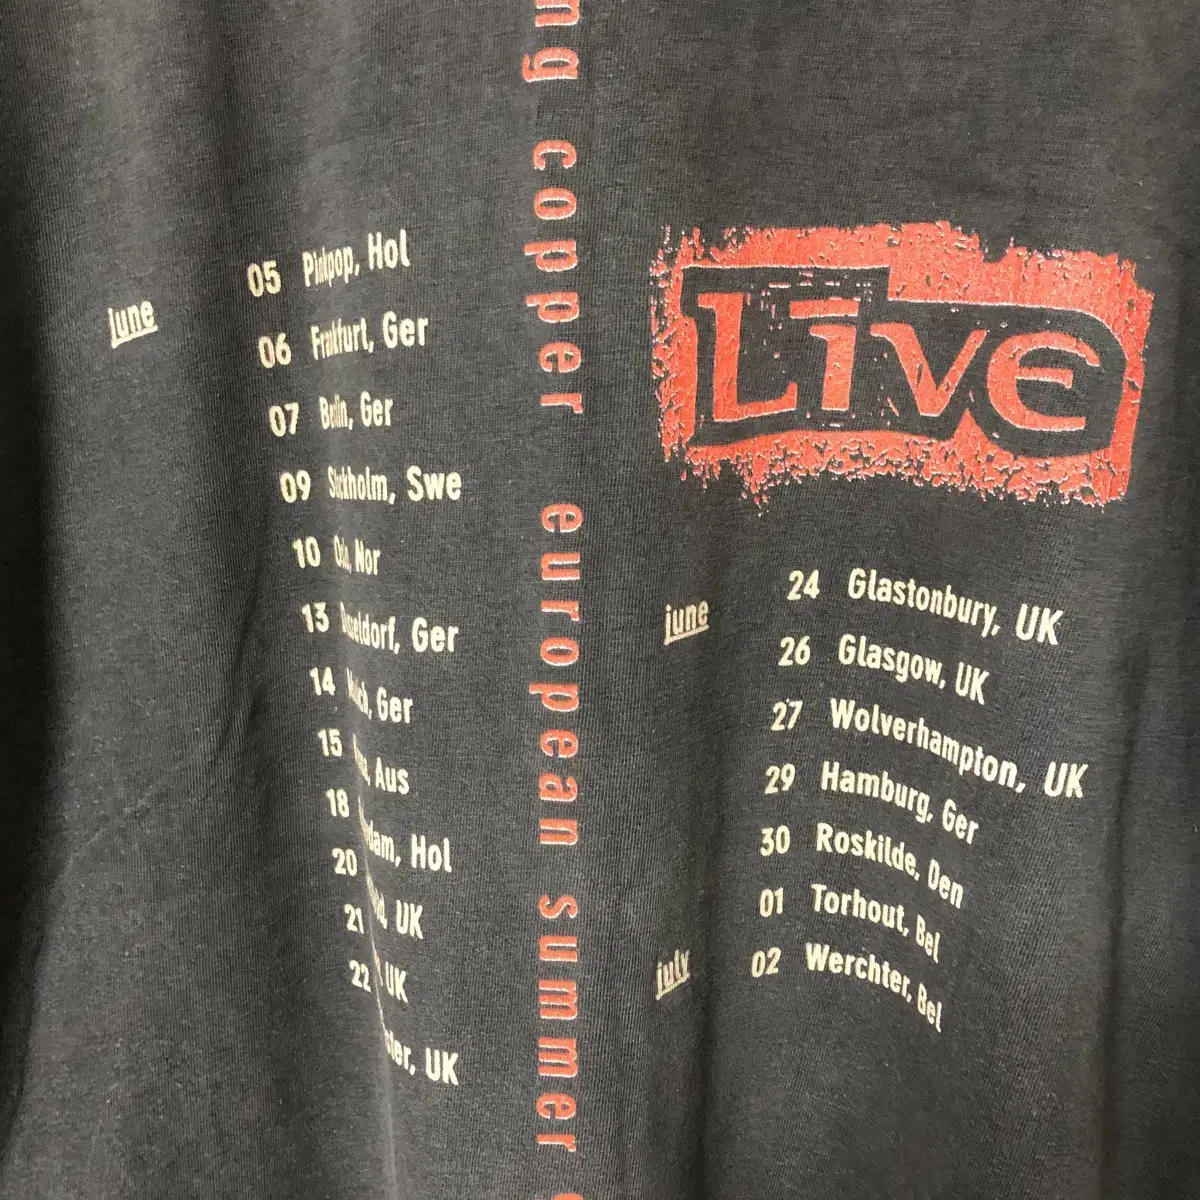 ng copper european summer
june
05 Pinkpop, Hol
06 Frankfurt, Ger
07 Berlin, Ger
09 Stockholm, Swe
10 Nor
13 Ger
14 Ger
15 Aus
18 Hol
20 UK
21 UK
22 UK
Live
june
24 Glastonbury, UK
26 Glasgow, UK
27 Wolverhampton, UK
29 Hamburg, Ger
30 Roskilde, Den
july
01 Torhout, Bel
02 Werchter, Bel